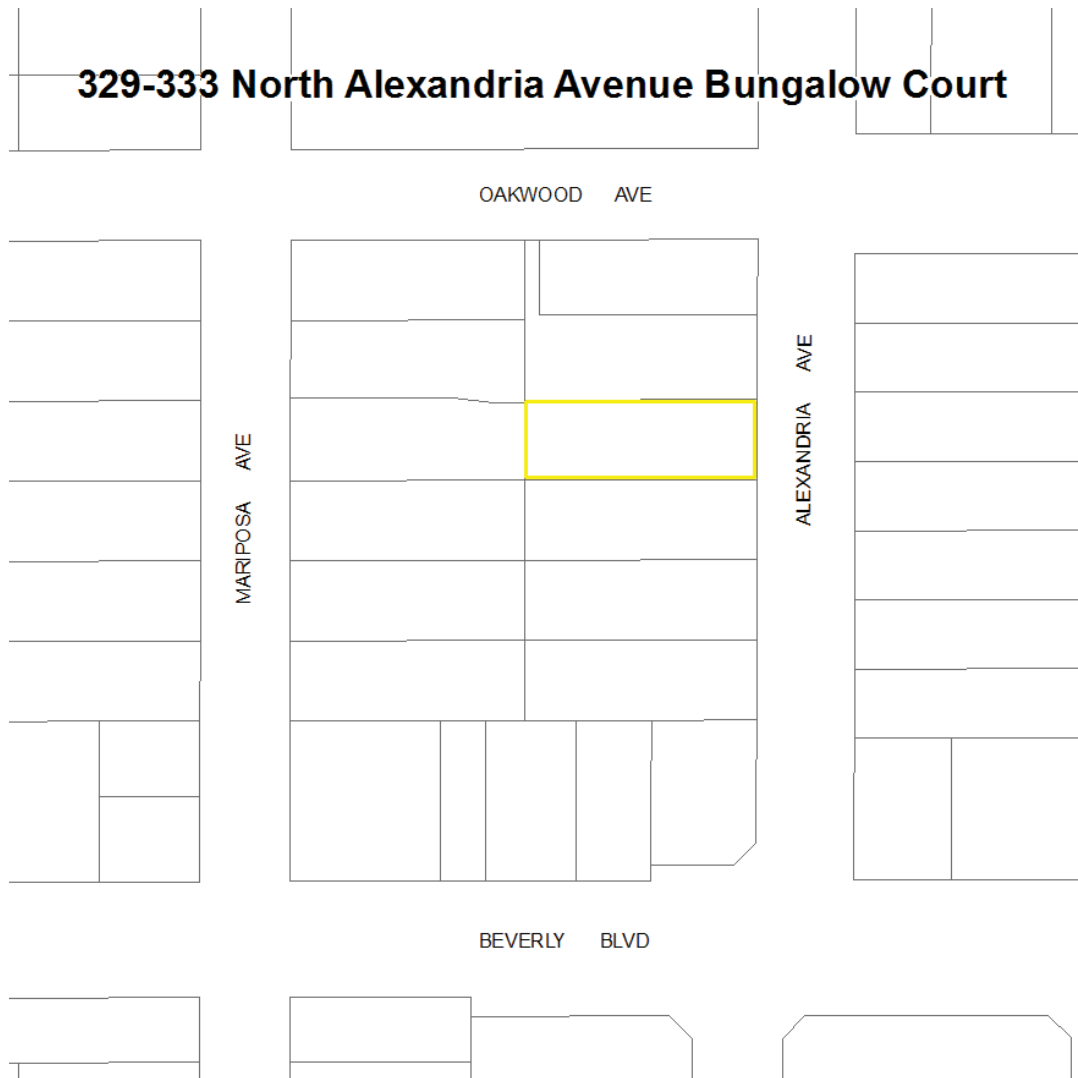 329-333 North Alexandria Avenue Bungalow Court
OAKWOOD AVE
ALEXANDRIA AVE
MARIPOSA AVE
BEVERLY BLVD